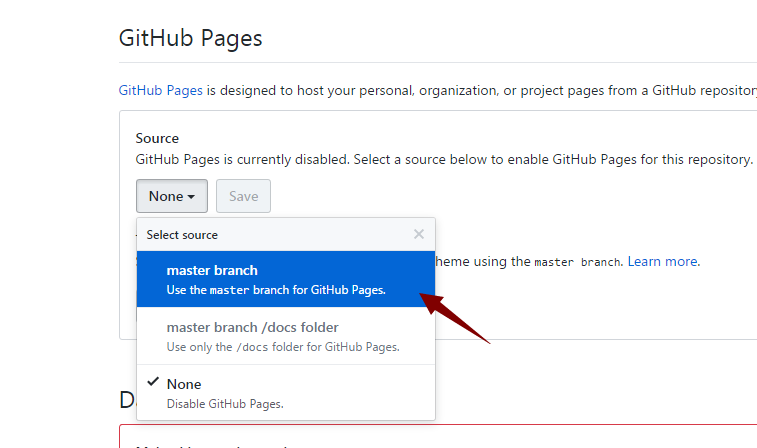 GitHub Pages
GitHub Pages is designed to host your personal, organization, or project pages from a GitHub repository
Source
GitHub Pages is currently disabled. Select a source below to enable GitHub Pages for this repository.
None Save
Select source
master branch
Use the master branch for GitHub Pages.
heme using the master branch. Learn more.
master branch /docs folder
Use only the /docs folder for GitHub Pages.
None
Disable GitHub Pages.